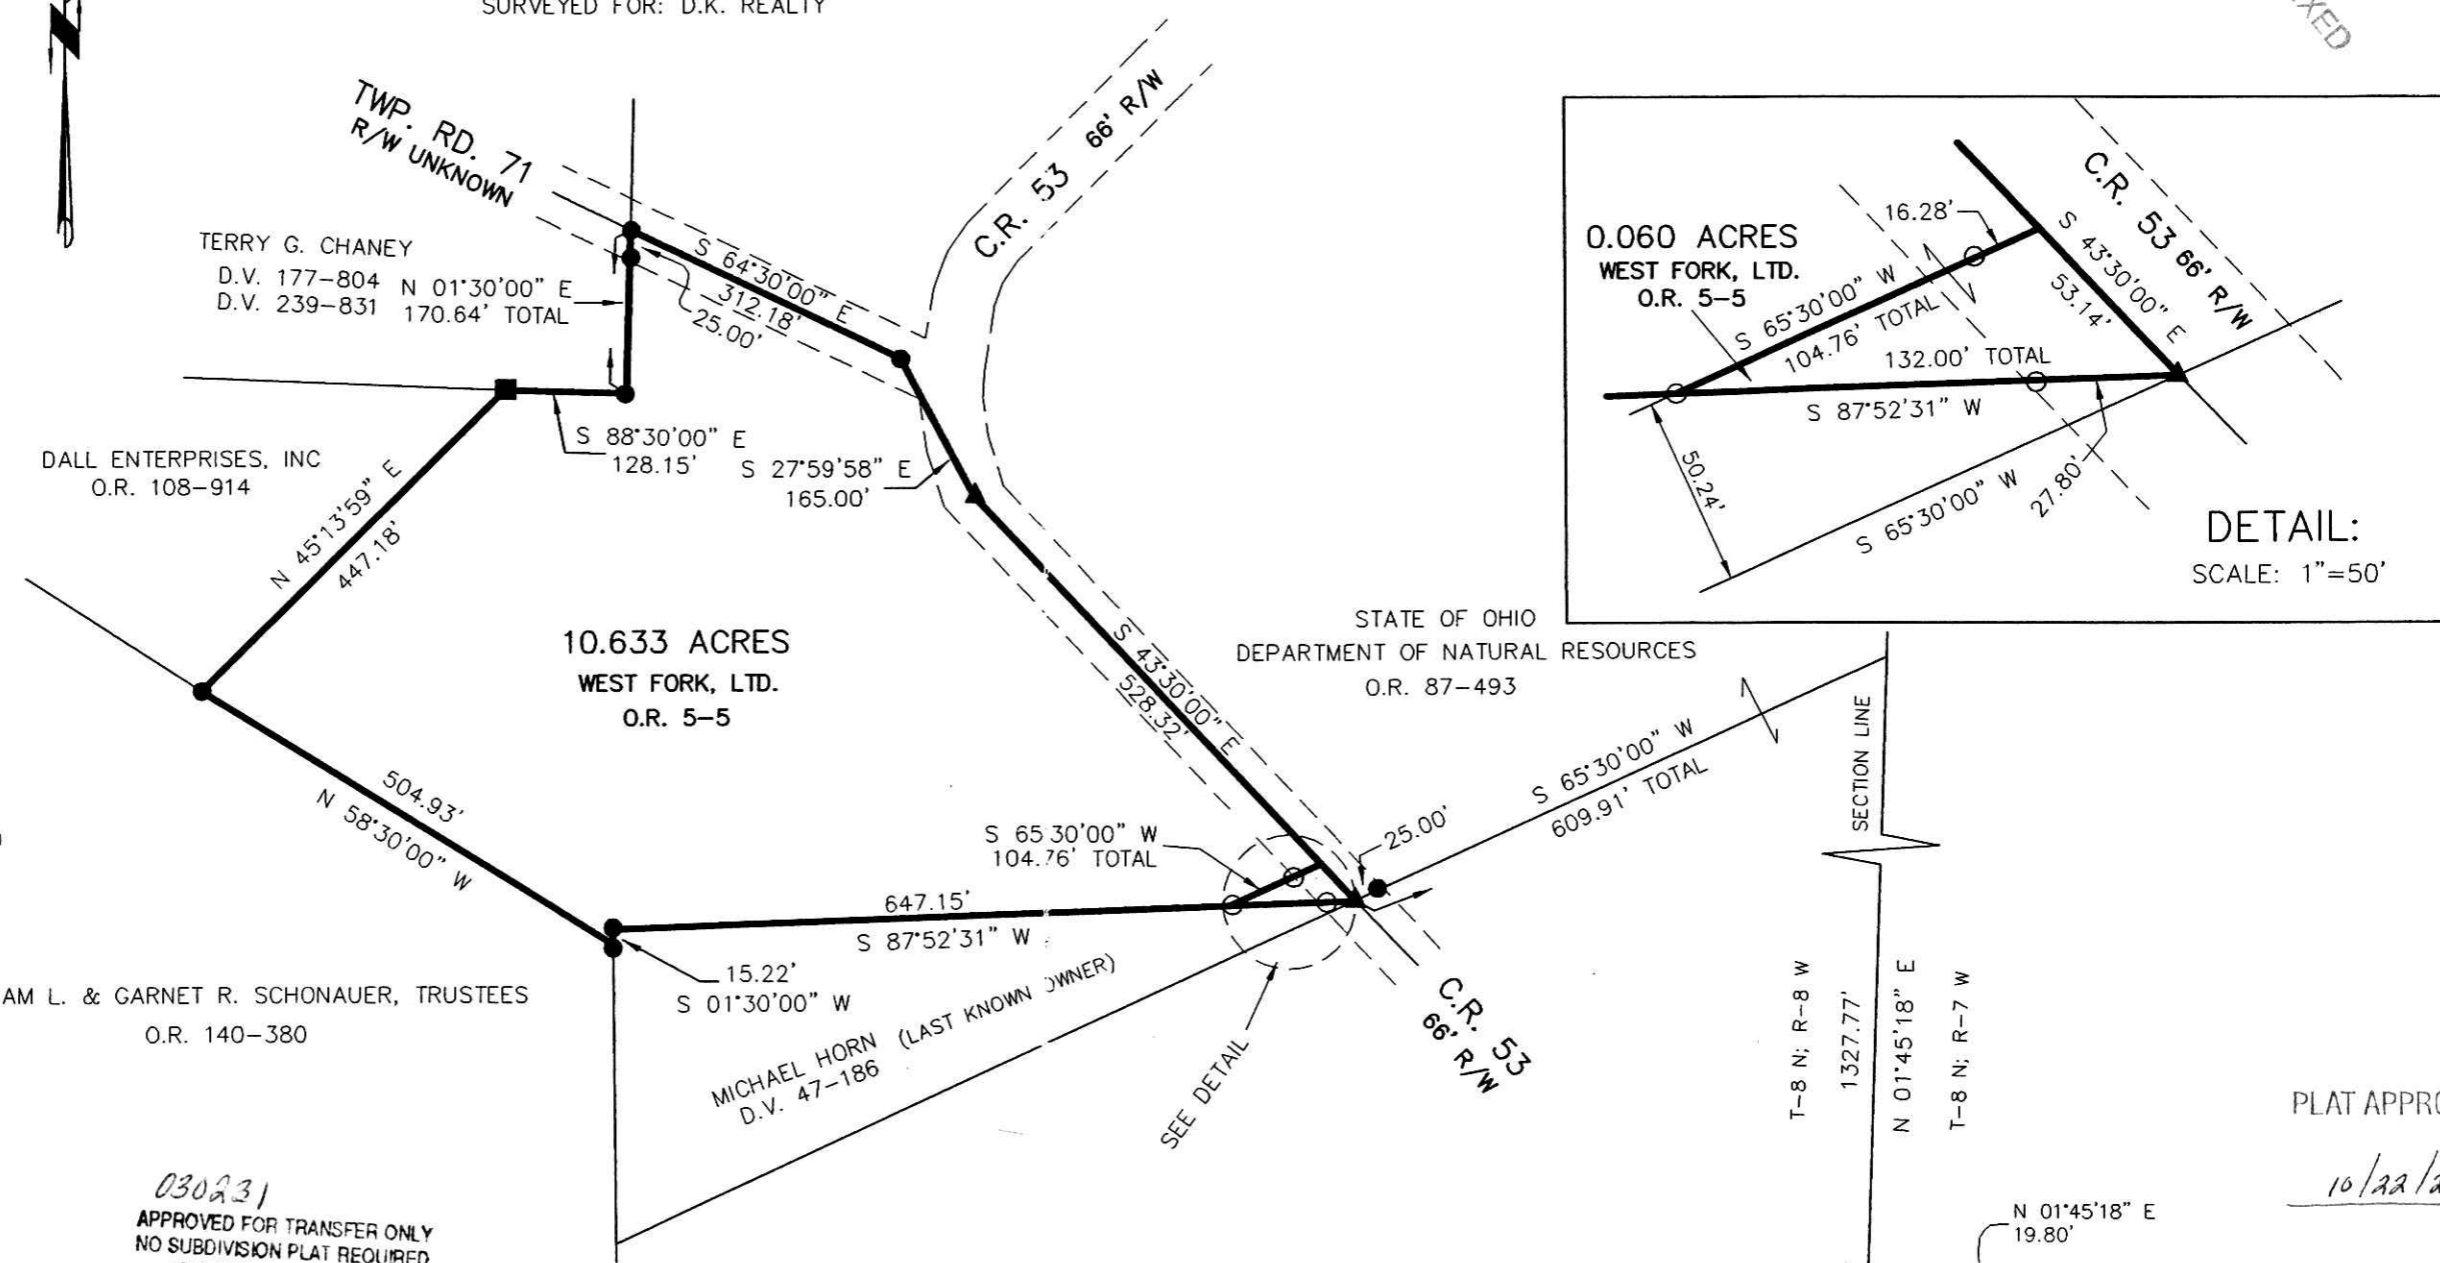 SURVEYED FOR: D.K. REALTY
TWP. RD. 71
R/W UNKNOWN
C.R. 53 66' R/W
TERRY G. CHANEY
D.V. 177-804
D.V. 239-831
N 01°30'00" E
170.64' TOTAL
S 64°30'00" E
312.18'
25.00'
S 88°30'00" E
128.15'
S 27°59'58" E
165.00'
DALL ENTERPRISES, INC
O.R. 108-914
N 45°13'59" E
447.18'
10.633 ACRES
WEST FORK, LTD.
O.R. 5-5
S 43°30'00" E
528.32'
STATE OF OHIO
DEPARTMENT OF NATURAL RESOURCES
O.R. 87-493
504.93'
N 58°30'00" W
S 65°30'00" W
104.76' TOTAL
25.00'
S 65°30'00" W
609.91' TOTAL
SECTION LINE
647.15'
S 87°52'31" W
15.22'
S 01°30'00" W
AM L. & GARNET R. SCHONAUER, TRUSTEES
O.R. 140-380
MICHAEL HORN (LAST KNOWN OWNER)
D.V. 47-186
SEE DETAIL
C.R. 53
66' R/W
T-8 N; R-8 W
1327.77'
N 01°45'18" E
T-8 N; R-7 W
0.060 ACRES
WEST FORK, LTD.
O.R. 5-5
16.28'
C.R. 53 66' R/W
S 65°30'00" W
104.76' TOTAL
S 43°30'00" E
53.14'
132.00' TOTAL
S 87°52'31" W
50.24'
S 65°30'00" W
27.80'
DETAIL:
SCALE: 1"=50'
030231
APPROVED FOR TRANSFER ONLY
NO SUBDIVISION PLAT REQUIRED
PLAT APPRO
10/22/2
N 01°45'18" E
19.80'